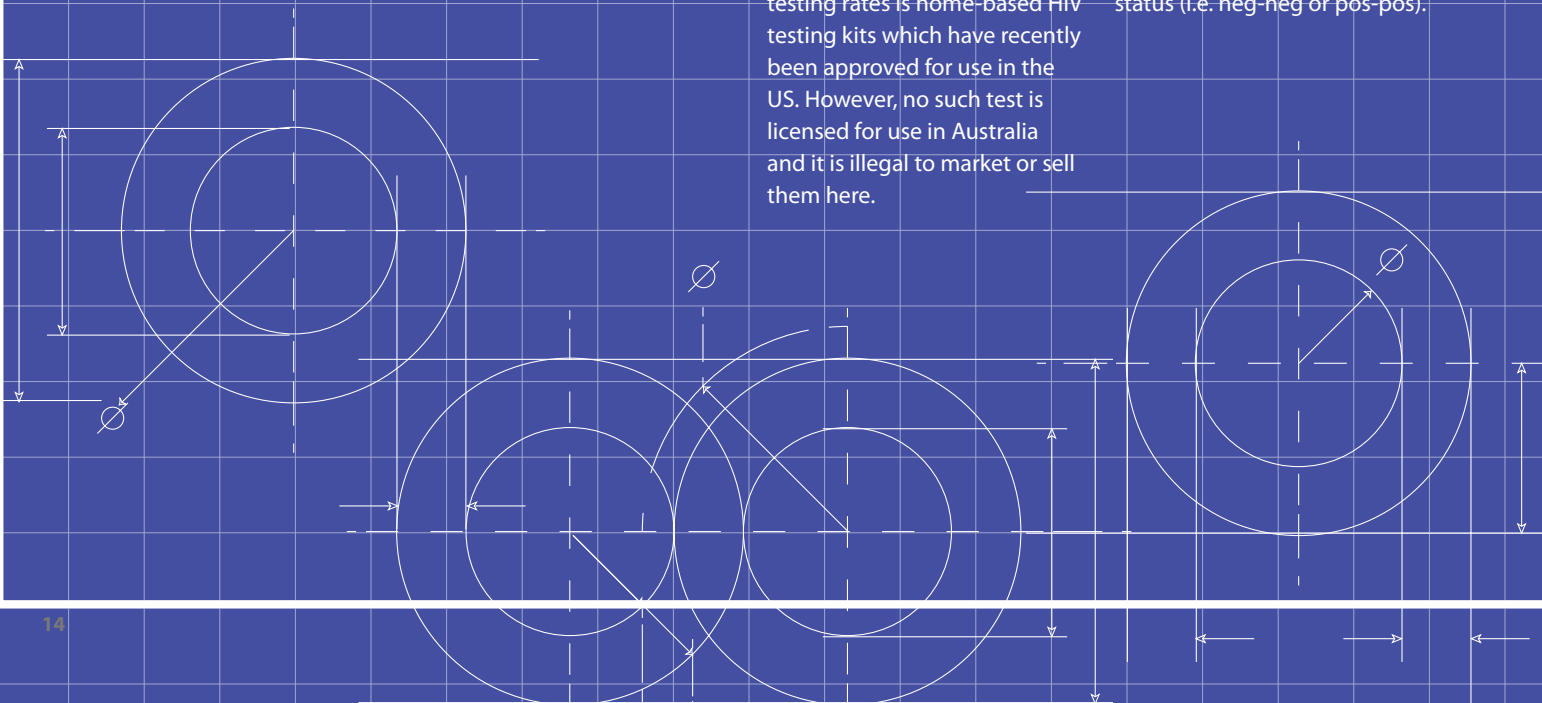 testing rates is home-based HIV
testing kits which have recently
been approved for use in the
US. However, no such test is
licensed for use in Australia
and it is illegal to market or sell
them here.
status (i.e. neg-neg or pos-pos).
14